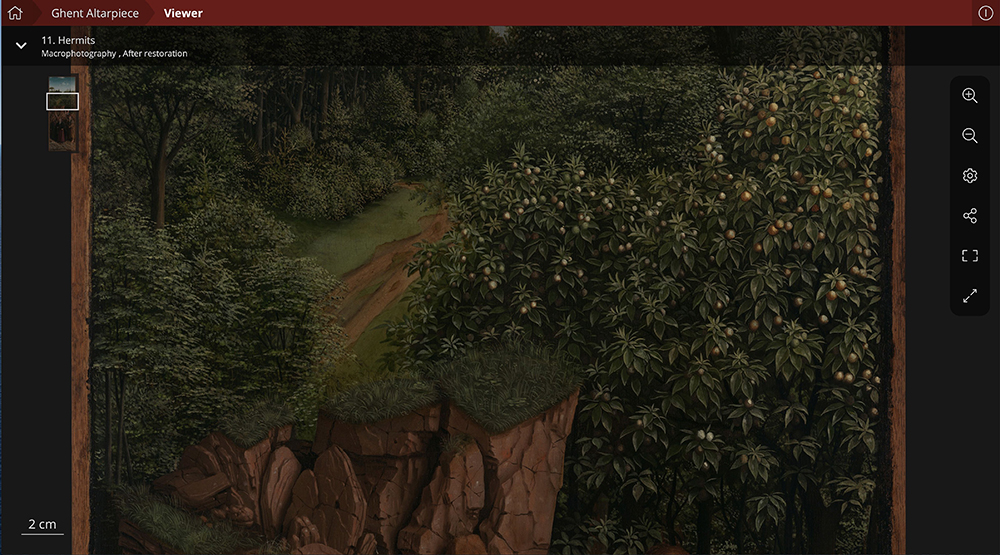 Ghent Altarpiece
Viewer
11. Hermits
Macrophotography , After restoration
2 cm